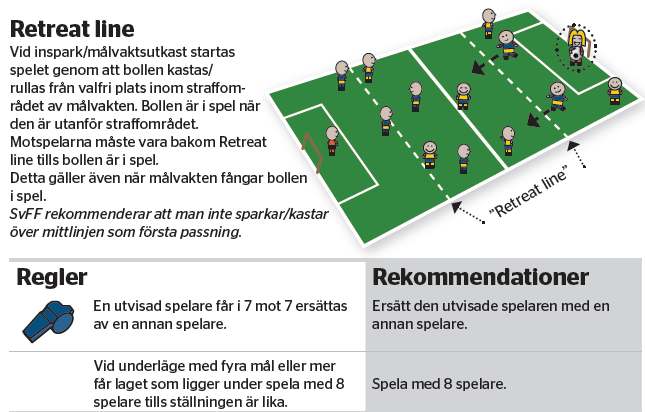 Retreat line
Vid inspark/målvaktsutkast startas
spelet genom att bollen kastas/
rullas från valfri plats inom straffom-
rådet av målvakten. Bollen är i spel när
den är utanför straffområdet.
Motspelarna måste vara bakom Retreat
line tills bollen är i spel.
Detta gäller även när målvakten fångar bollen
i spel.
SvFF rekommenderar att man inte sparkar/kastar
över mittlinjen som första passning.
"Retreat line"
Regler
En utvisad spelare får i 7 mot 7 ersättas
av en annan spelare.
Vid underläge med fyra mål eller mer
får laget som ligger under spela med 8
spelare tills ställningen är lika.
Rekommendationer
Ersätt den utvisade spelaren med en
annan spelare.
Spela med 8 spelare.